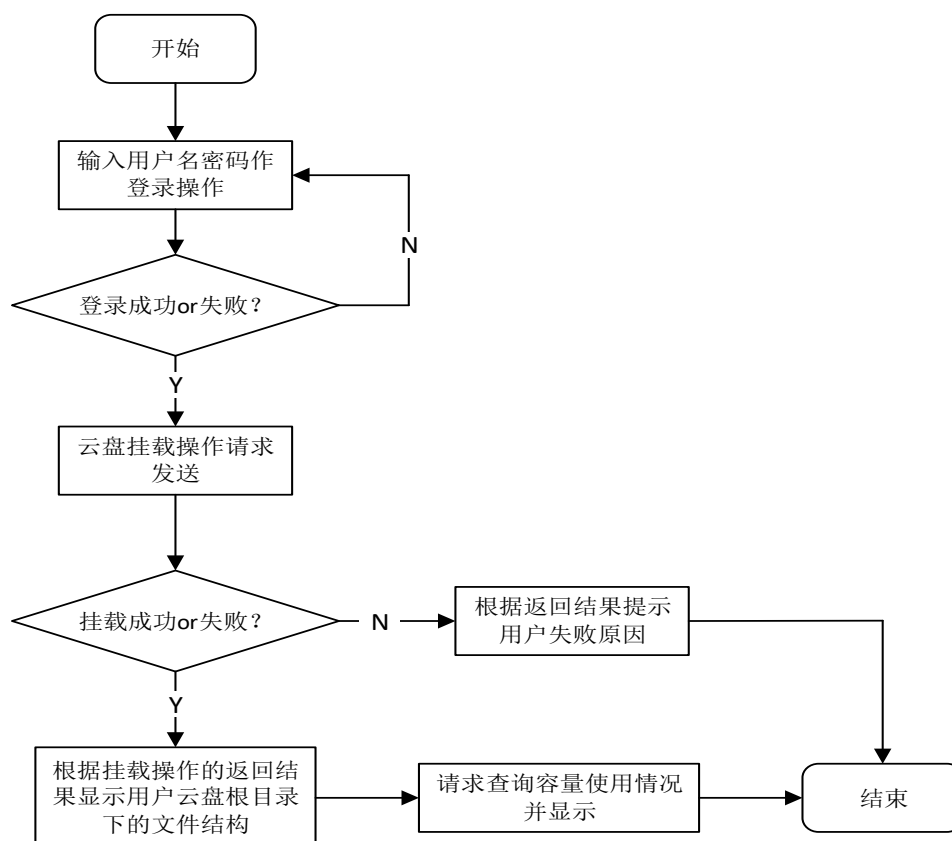 开始
输入用户名密码作
登录操作
N
登录成功or失败？
Y
云盘挂载操作请求
发送
挂载成功or失败？
N
根据返回结果提示
用户失败原因
Y
根据挂载操作的返回结
果显示用户云盘根目录
下的文件结构
请求查询容量使用情况
并显示
结束